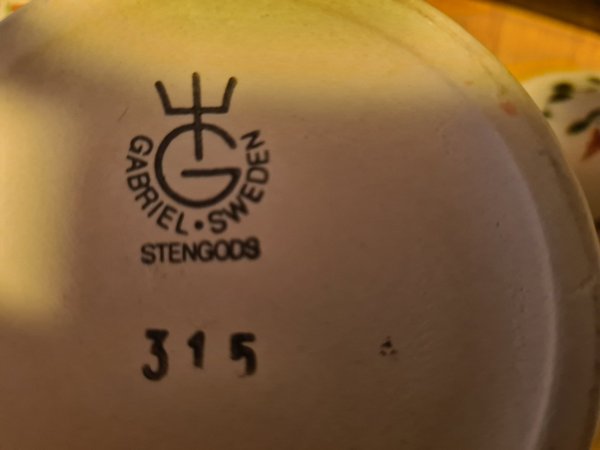 G
GABRIEL • SWEDEN
STENGODS
315